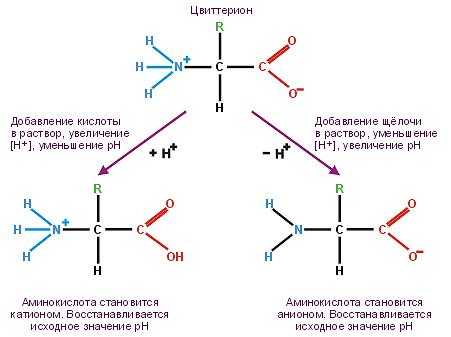 Цвиттерион
R
H
H N+ C C O
H H O−
Добавление кислоты
в раствор, увеличение
[H+], уменьшение pH
+ H+
− H+
Добавление щёлочи
в раствор, уменьшение
[H+], увеличение pH
R
H O
H N+ C C
H H OH
Аминокислота становится
катионом. Восстанавливается
исходное значение pH
R
H O
N C C
H H O−
Аминокислота становится
анионом. Восстанавливается
исходное значение pH